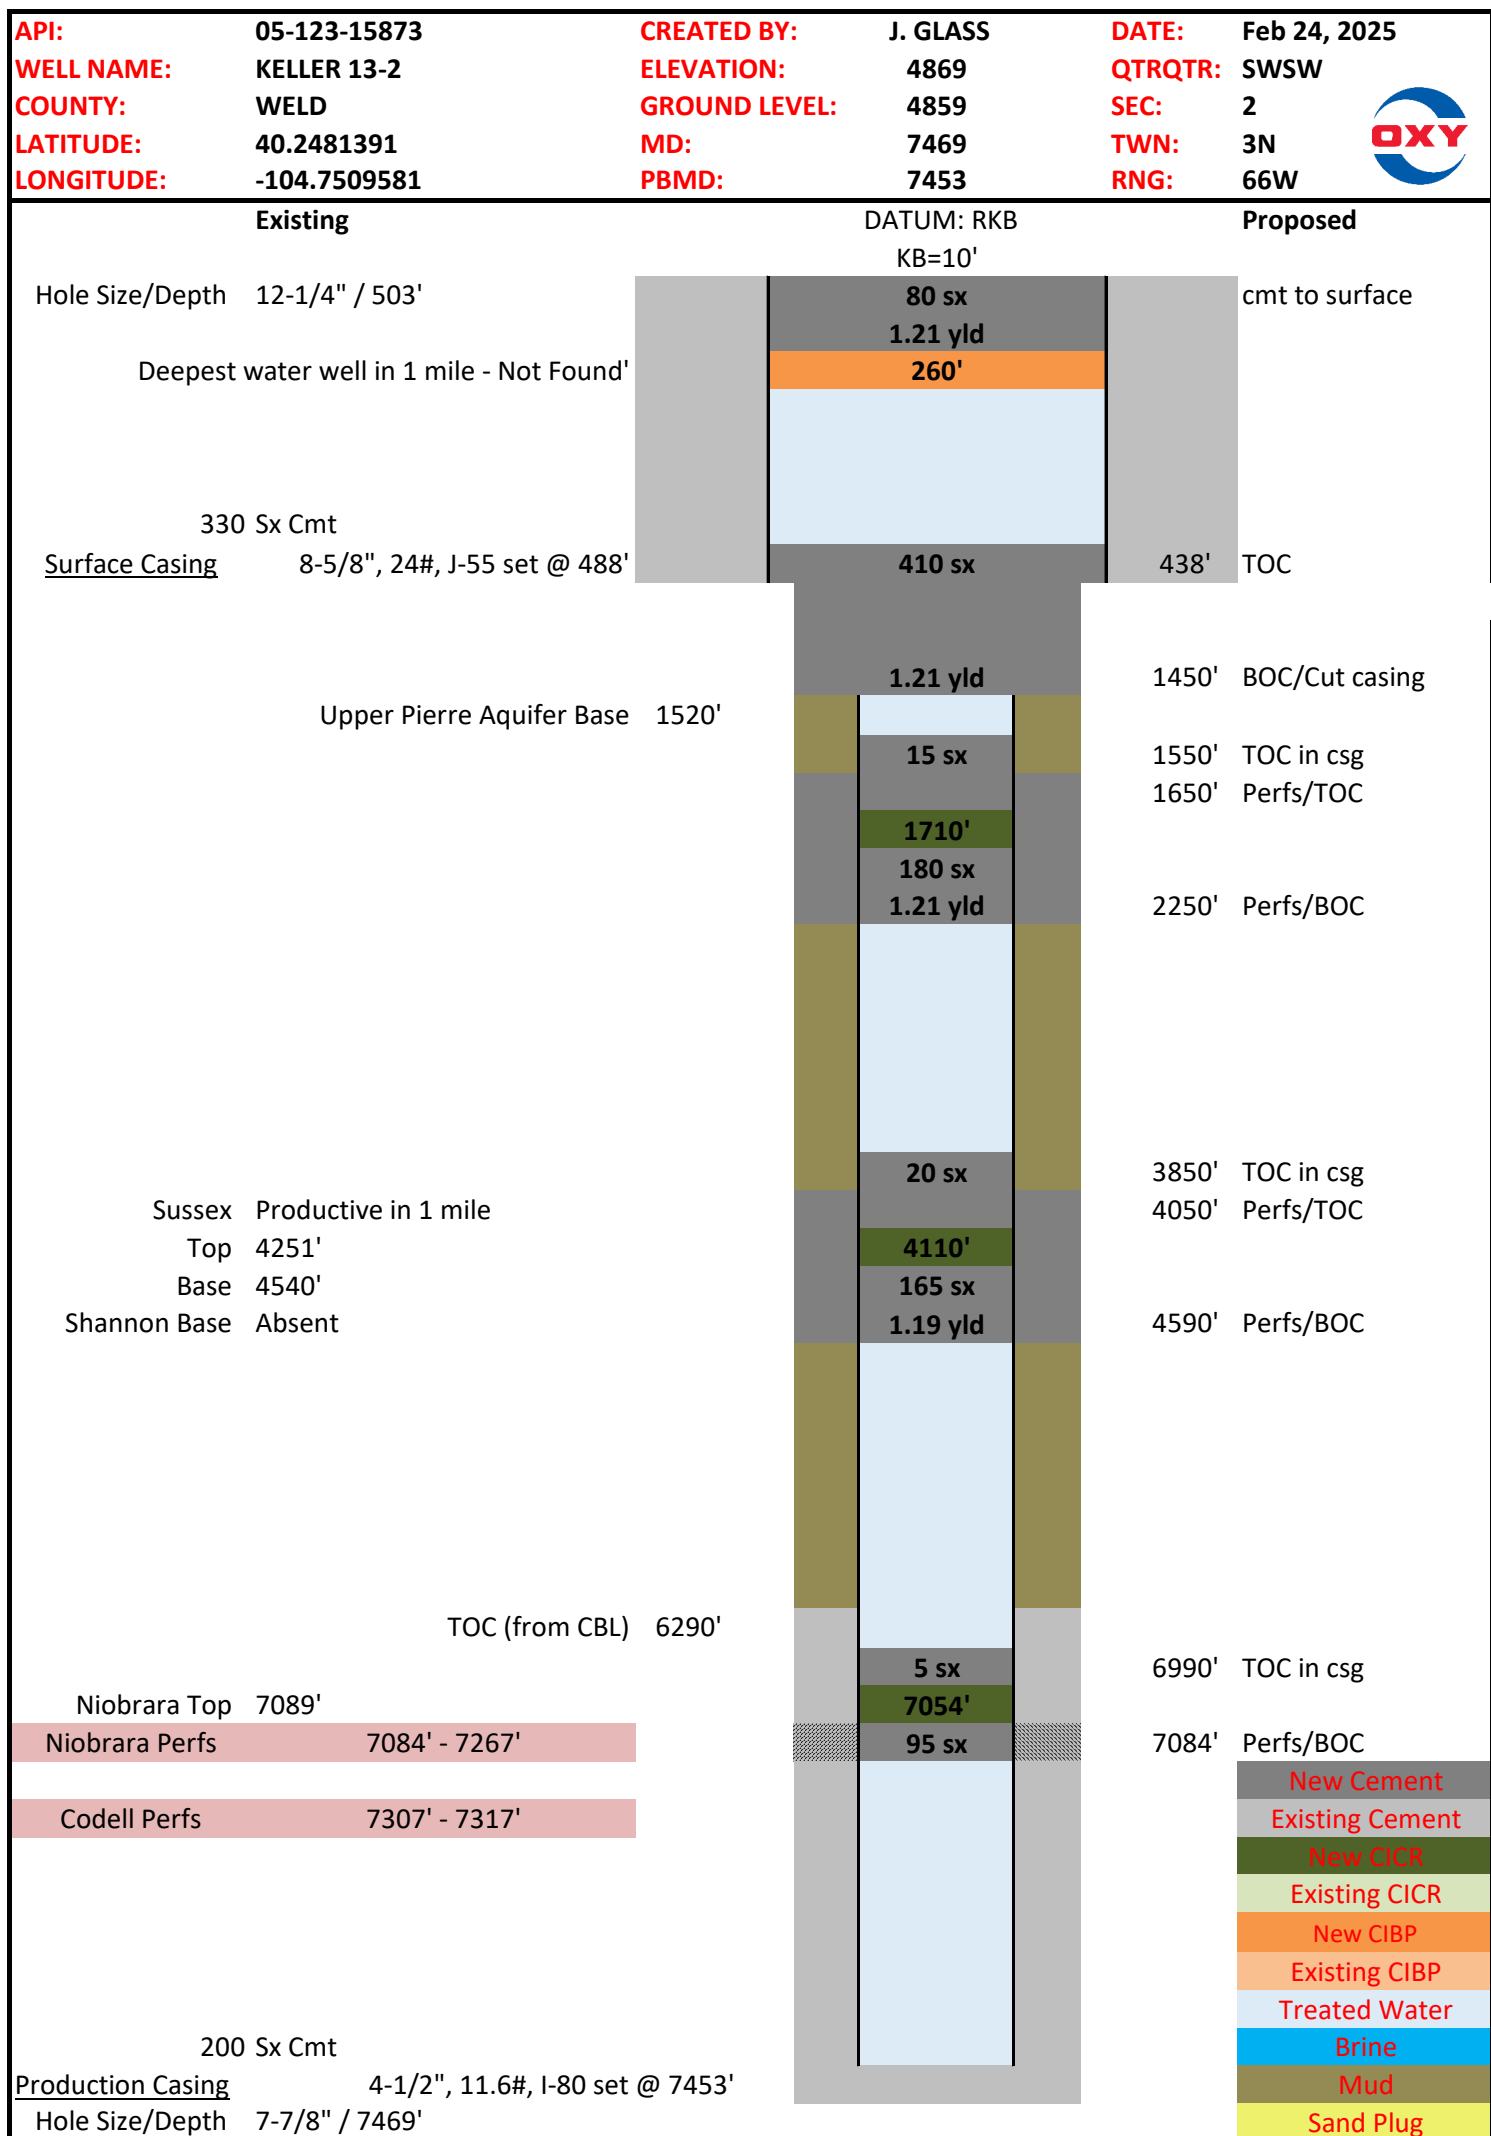 API: 05-123-15873 CREATED BY: J. GLASS DATE: Feb 24, 2025
WELL NAME: KELLER 13-2 ELEVATION: 4869 QTRQTR: SWSW
COUNTY: WELD GROUND LEVEL: 4859 SEC: 2
OXY
LATITUDE: 40.2481391 MD: 7469 TWN: 3N
LONGITUDE: -104.7509581 PBMD: 7453 RNG: 66W
Existing DATUM: RKB Proposed
KB=10'
Hole Size/Depth 12-1/4" / 503' 80 sx cmt to surface
1.21 yld
Deepest water well in 1 mile - Not Found' 260'
330 Sx Cmt
Surface Casing 8-5/8", 24#, J-55 set @ 488' 410 sx 438' TOC
1.21 yld 1450' BOC/Cut casing
Upper Pierre Aquifer Base 1520'
15 sx 1550' TOC in csg
1650' Perfs/TOC
1710'
180 sx
1.21 yld 2250' Perfs/BOC
20 sx 3850' TOC in csg
Sussex Productive in 1 mile 4050' Perfs/TOC
Top 4251' 4110'
Base 4540' 165 sx
Shannon Base Absent 1.19 yld 4590' Perfs/BOC
TOC (from CBL) 6290'
5 sx 6990' TOC in csg
Niobrara Top 7089' 7054'
Niobrara Perfs 7084' - 7267' 95 sx 7084' Perfs/BOC
New Cement
Codell Perfs 7307' - 7317' Existing Cement
New CICR
Existing CICR
New CIBP
Existing CIBP
Treated Water
200 Sx Cmt Brine
Production Casing 4-1/2", 11.6#, I-80 set @ 7453' Mud
Hole Size/Depth 7-7/8" / 7469' Sand Plug